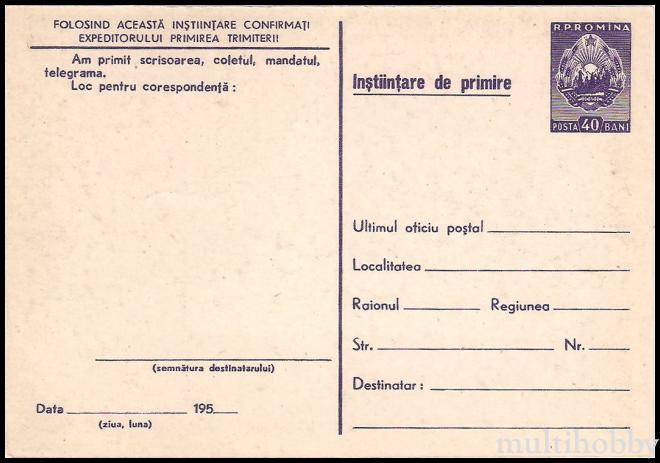 FOLOSIND ACEASTĂ INȘTIINȚARE CONFIRMAȚI
EXPEDITORULUI PRIMIREA TRIMITERII!
Am primit scrisoarea, coletul, mandatul,
telegrama.
Loc pentru corespondență :
(semnătura destinatarului)
Data 195
(ziua, luna)
R.P.ROMINA
POSTA 40 BANI
Inștiințare de primire
Ultimul oficiu poștal
Localitatea
Raionul Regiunea
Str. Nr.
Destinatar :
multihobby